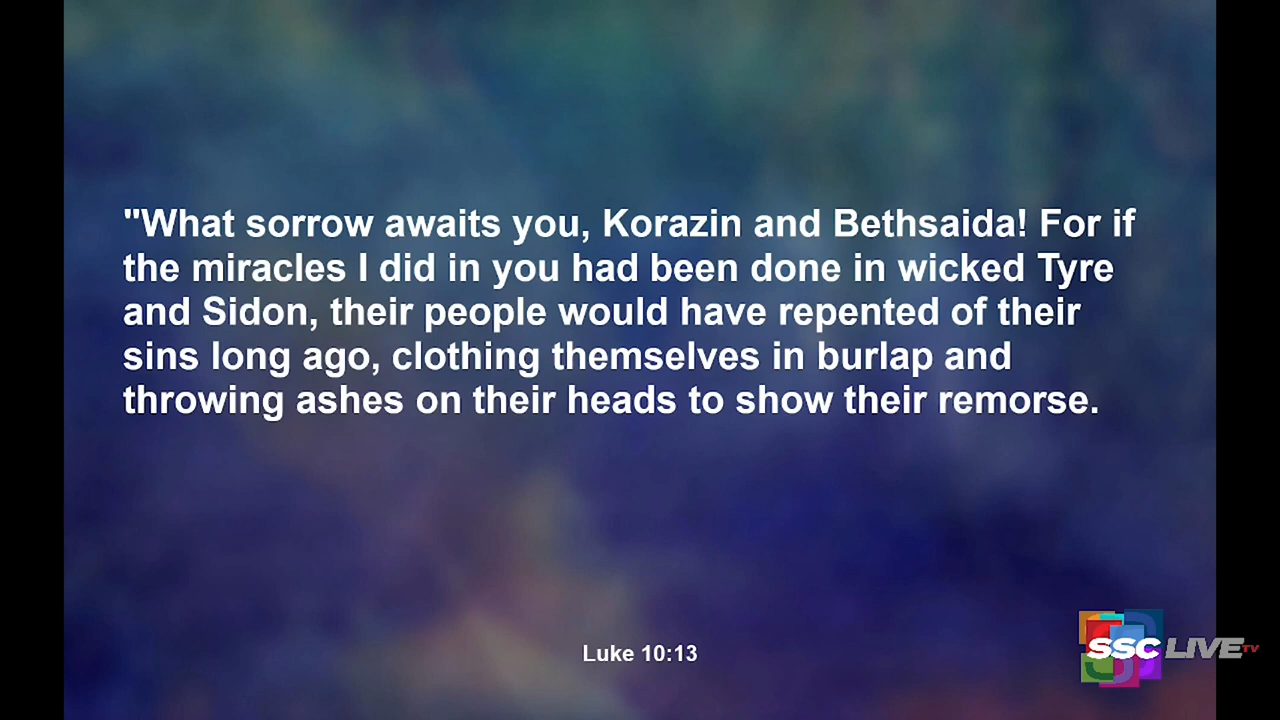 "What sorrow awaits you, Korazin and Bethsaida! For if
the miracles I did in you had been done in wicked Tyre
and Sidon, their people would have repented of their
sins long ago, clothing themselves in burlap and
throwing ashes on their heads to show their remorse.
Luke 10:13
SSC LIVE TV